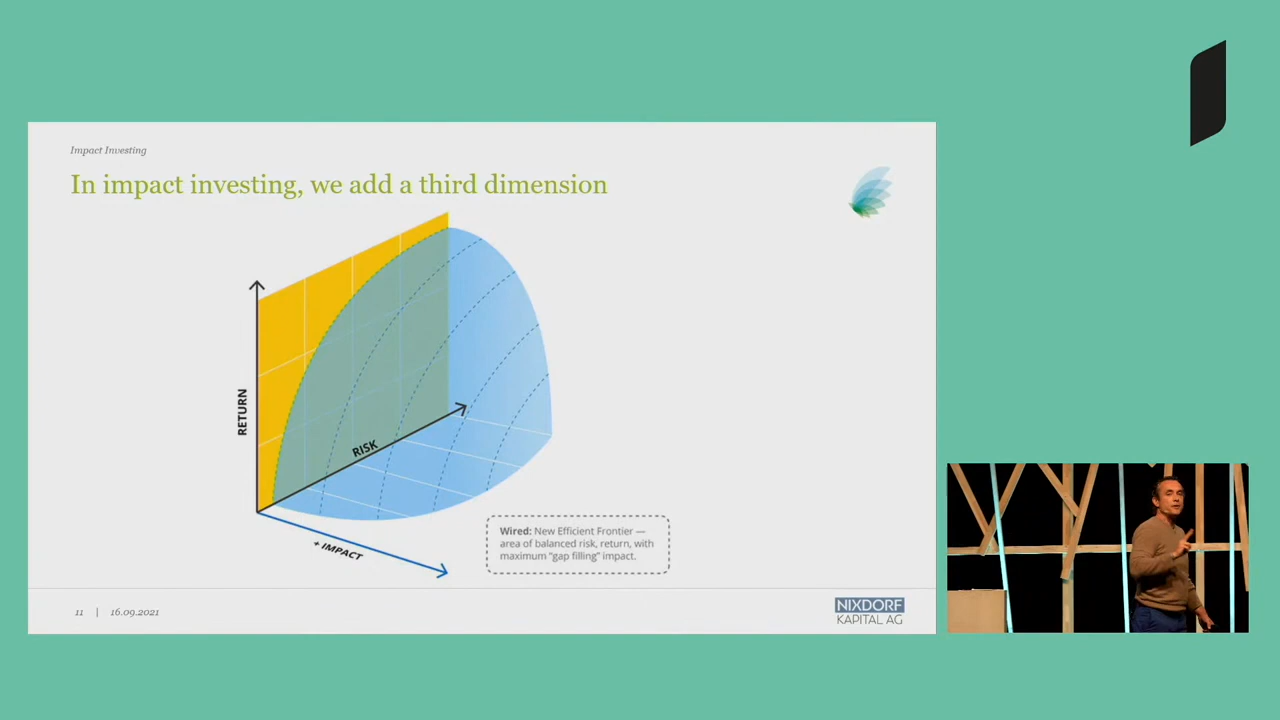 Impact Investing
In impact investing, we add a third dimension
RETURN
RISK
+ IMPACT
Wired: New Efficient Frontier —
area of balanced risk, return, with
maximum “gap filling” impact.
11 | 16.09.2021
NIXDORF
KAPITAL AG